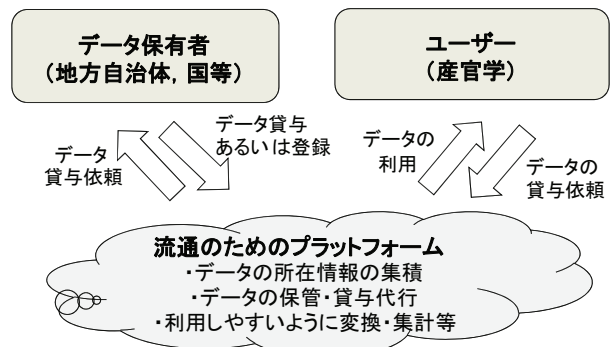 データ保有者
(地方自治体，国等)
ユーザー
(産官学)
データ
貸与依頼
データ貸与
あるいは登録
データの
利用
データの
貸与依頼
流通のためのプラットフォーム
・データの所在情報の集積
・データの保管・貸与代行
・利用しやすいように変換・集計等